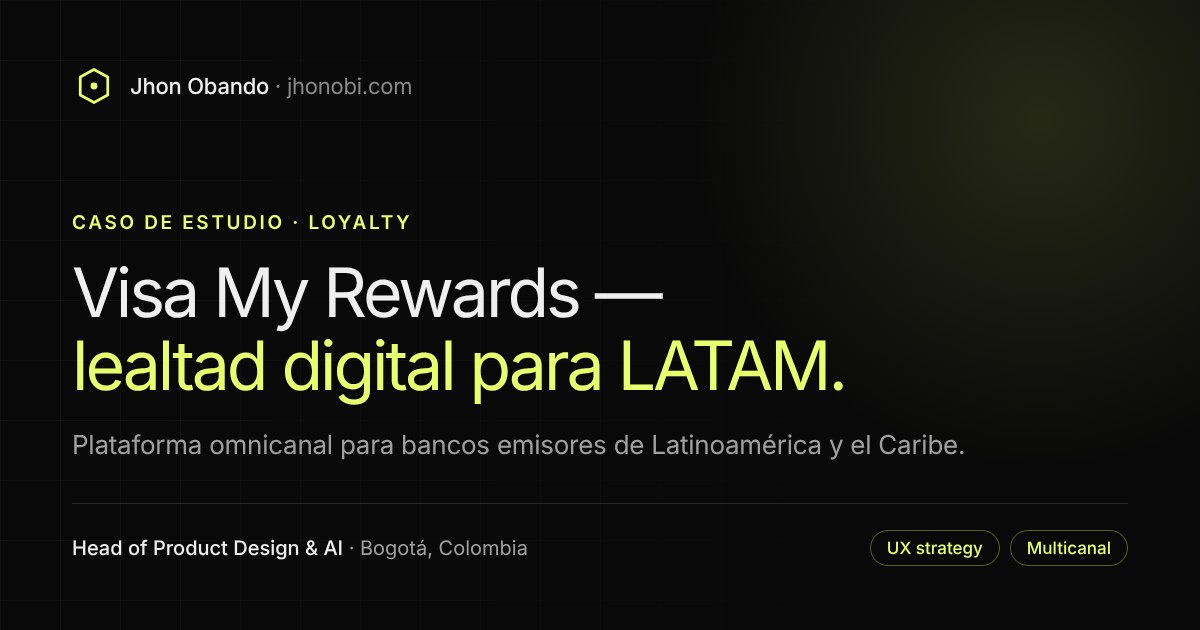 Jhon Obando · jhonobi.com
CASO DE ESTUDIO · LOYALTY
Visa My Rewards —
lealtad digital para LATAM.
Plataforma omnicanal para bancos emisores de Latinoamérica y el Caribe.
Head of Product Design & AI · Bogotá, Colombia
UX strategy
Multicanal